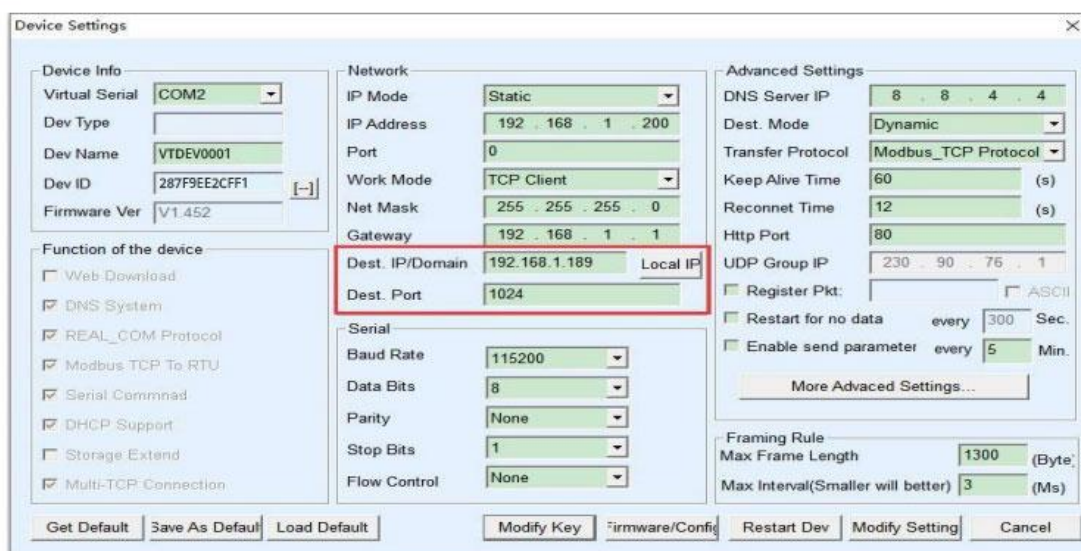 Device Settings
Device Info
Virtual Serial COM2
Dev Type
Dev Name VTDEV0001
Dev ID 287F9EE2CFF1 [--]
Firmware Ver V1.452
Function of the device
Web Download
DNS System
REAL_COM Protocol
Modbus TCP To RTU
Serial Commnad
DHCP Support
Storage Extend
Multi-TCP Connection
Network
IP Mode Static
IP Address 192 . 168 . 1 . 200
Port 0
Work Mode TCP Client
Net Mask 255 . 255 . 255 . 0
Gateway 192 . 168 . 1 . 1
Dest. IP/Domain 192.168.1.189 Local IP
Dest. Port 1024
Serial
Baud Rate 115200
Data Bits 8
Parity None
Stop Bits 1
Flow Control None
Advanced Settings
DNS Server IP 8 . 8 . 4 . 4
Dest. Mode Dynamic
Transfer Protocol Modbus_TCP Protocol
Keep Alive Time 60 (s)
Reconnet Time 12 (s)
Http Port 80
UDP Group IP 230 . 90 . 76 . 1
Register Pkt: ASCII
Restart for no data every 300 Sec.
Enable send parameter every 5 Min.
More Advaced Settings...
Framing Rule
Max Frame Length 1300 (Byte)
Max Interval(Smaller will better) 3 (Ms)
Get Default Save As Defaul Load Default Modify Key Firmware/Config Restart Dev Modify Setting Cancel